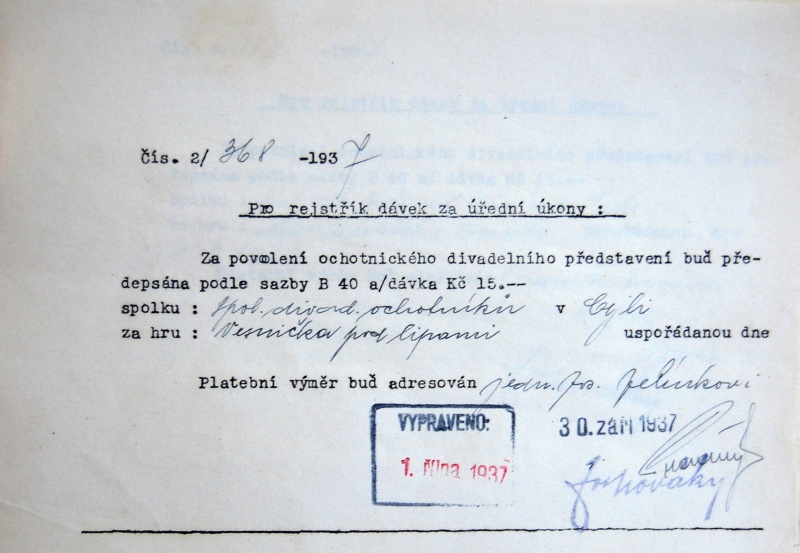 Čís. 2/ 368 -1937
Pro rejstřík dávek za úřední úkony :
Za povolení ochotnického divadelního představení buď pře-
depsána podle sazby B 40 a/dávka Kč 15.--
spolku : spol. divad. ochotníků v
za hru : Vesnička pod lipami uspořádanou dne
Platební výměr buď adresován jedn. Jos. Jelínkovi
VYPRAVENO:
1. října 1937
30. září 1937